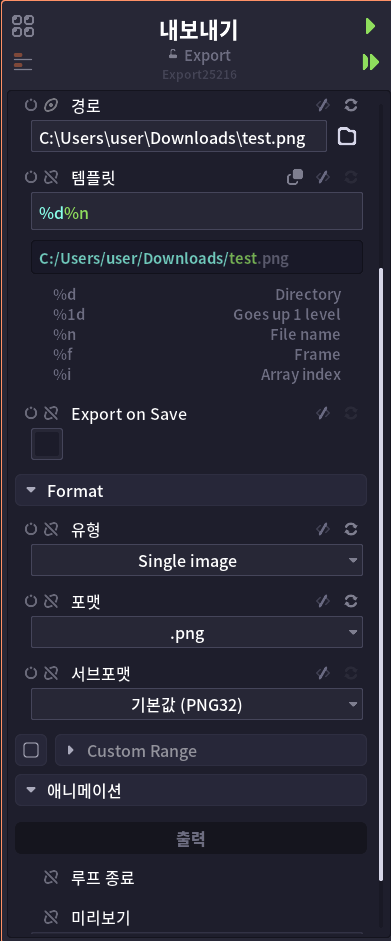 내보내기
Export
Export25216
경로
C:\Users\user\Downloads\test.png
템플릿
%d%n
C:/Users/user/Downloads/test.png
%d Directory
%1d Goes up 1 level
%n File name
%f Frame
%i Array index
Export on Save
Format
유형
Single image
포맷
.png
서브포맷
기본값 (PNG32)
Custom Range
애니메이션
출력
루프 종료
미리보기